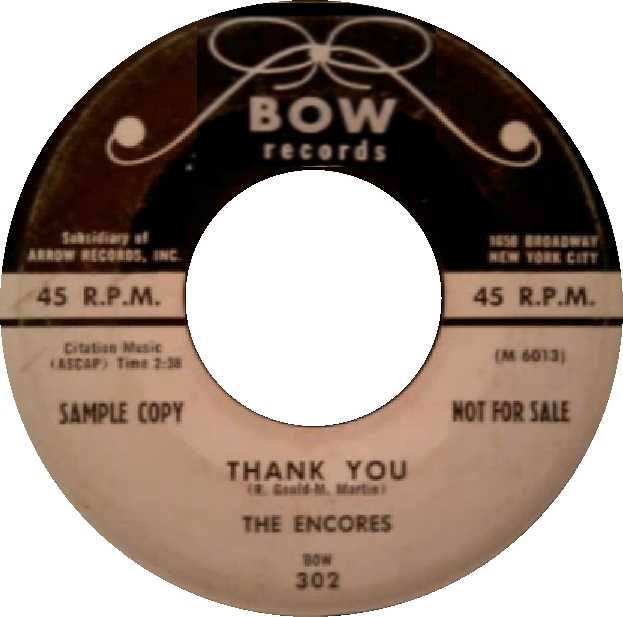 BOW
records
Subsidiary of
ARROW RECORDS, INC.
1650 BROADWAY
NEW YORK CITY
45 R.P.M.
45 R.P.M.
Citation Music
(ASCAP) Time 2:38
(M 6013)
SAMPLE COPY
NOT FOR SALE
THANK YOU
(R. Gould-M. Martin)
THE ENCORES
BOW
302